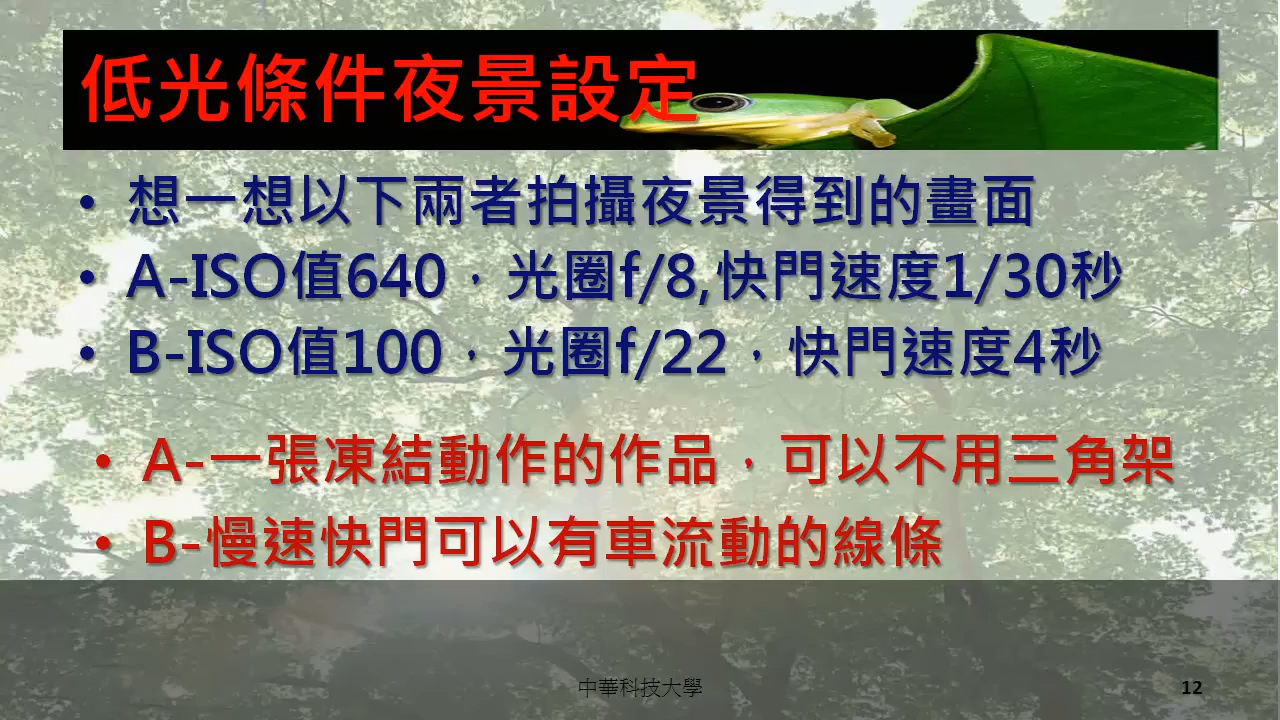 低光條件夜景設定
• 想一想以下兩者拍攝夜景得到的畫面
• A-ISO值640，光圈f/8,快門速度1/30秒
• B-ISO值100，光圈f/22，快門速度4秒
• A-一張凍結動作的作品，可以不用三角架
• B-慢速快門可以有車流動的線條
中華科技大學
12